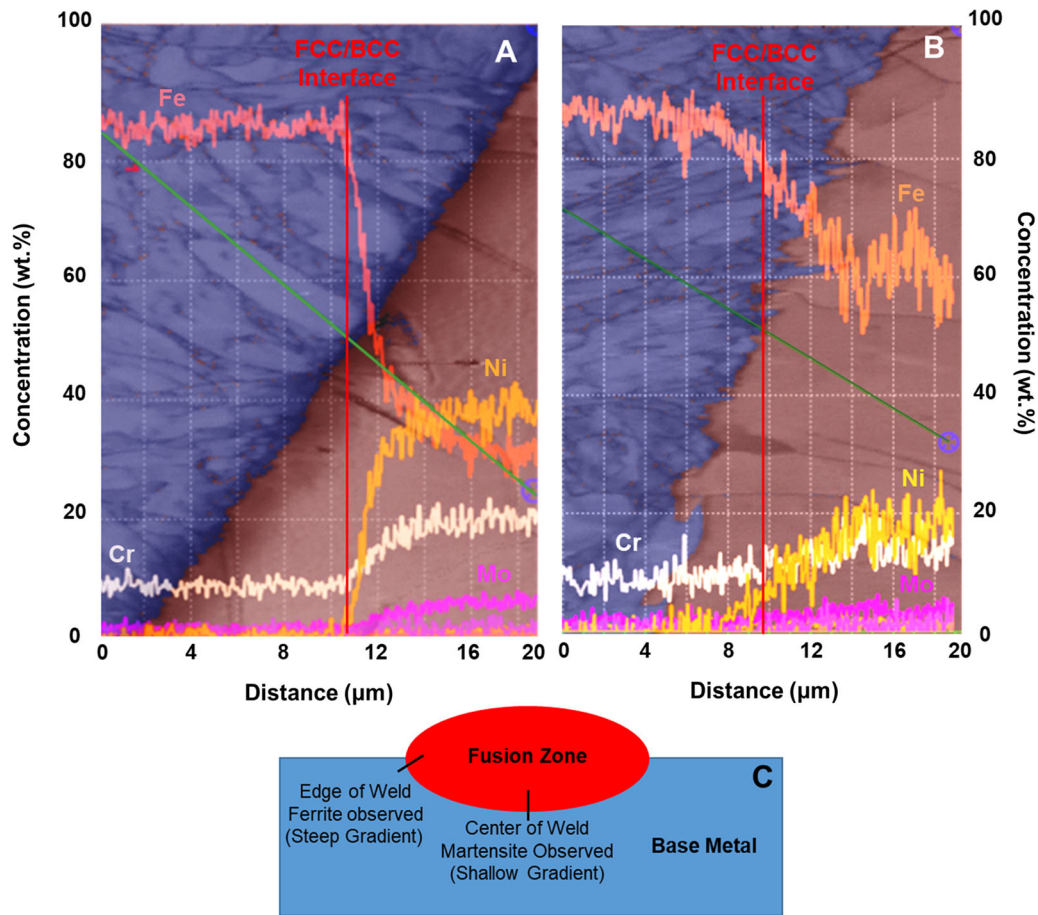 100
80
60
40
20
0
Concentration (wt.%)
A
FCC/BCC
Interface
Fe
Ni
Cr
Mo
0
4
8
12
16
20
Distance (µm)
B
FCC/BCC
Interface
Fe
Ni
Cr
Mo
0
4
8
12
16
20
Distance (µm)
100
80
60
40
20
0
Concentration (wt.%)
C
Fusion Zone
Edge of Weld
Ferrite observed
(Steep Gradient)
Center of Weld
Martensite Observed
(Shallow Gradient)
Base Metal